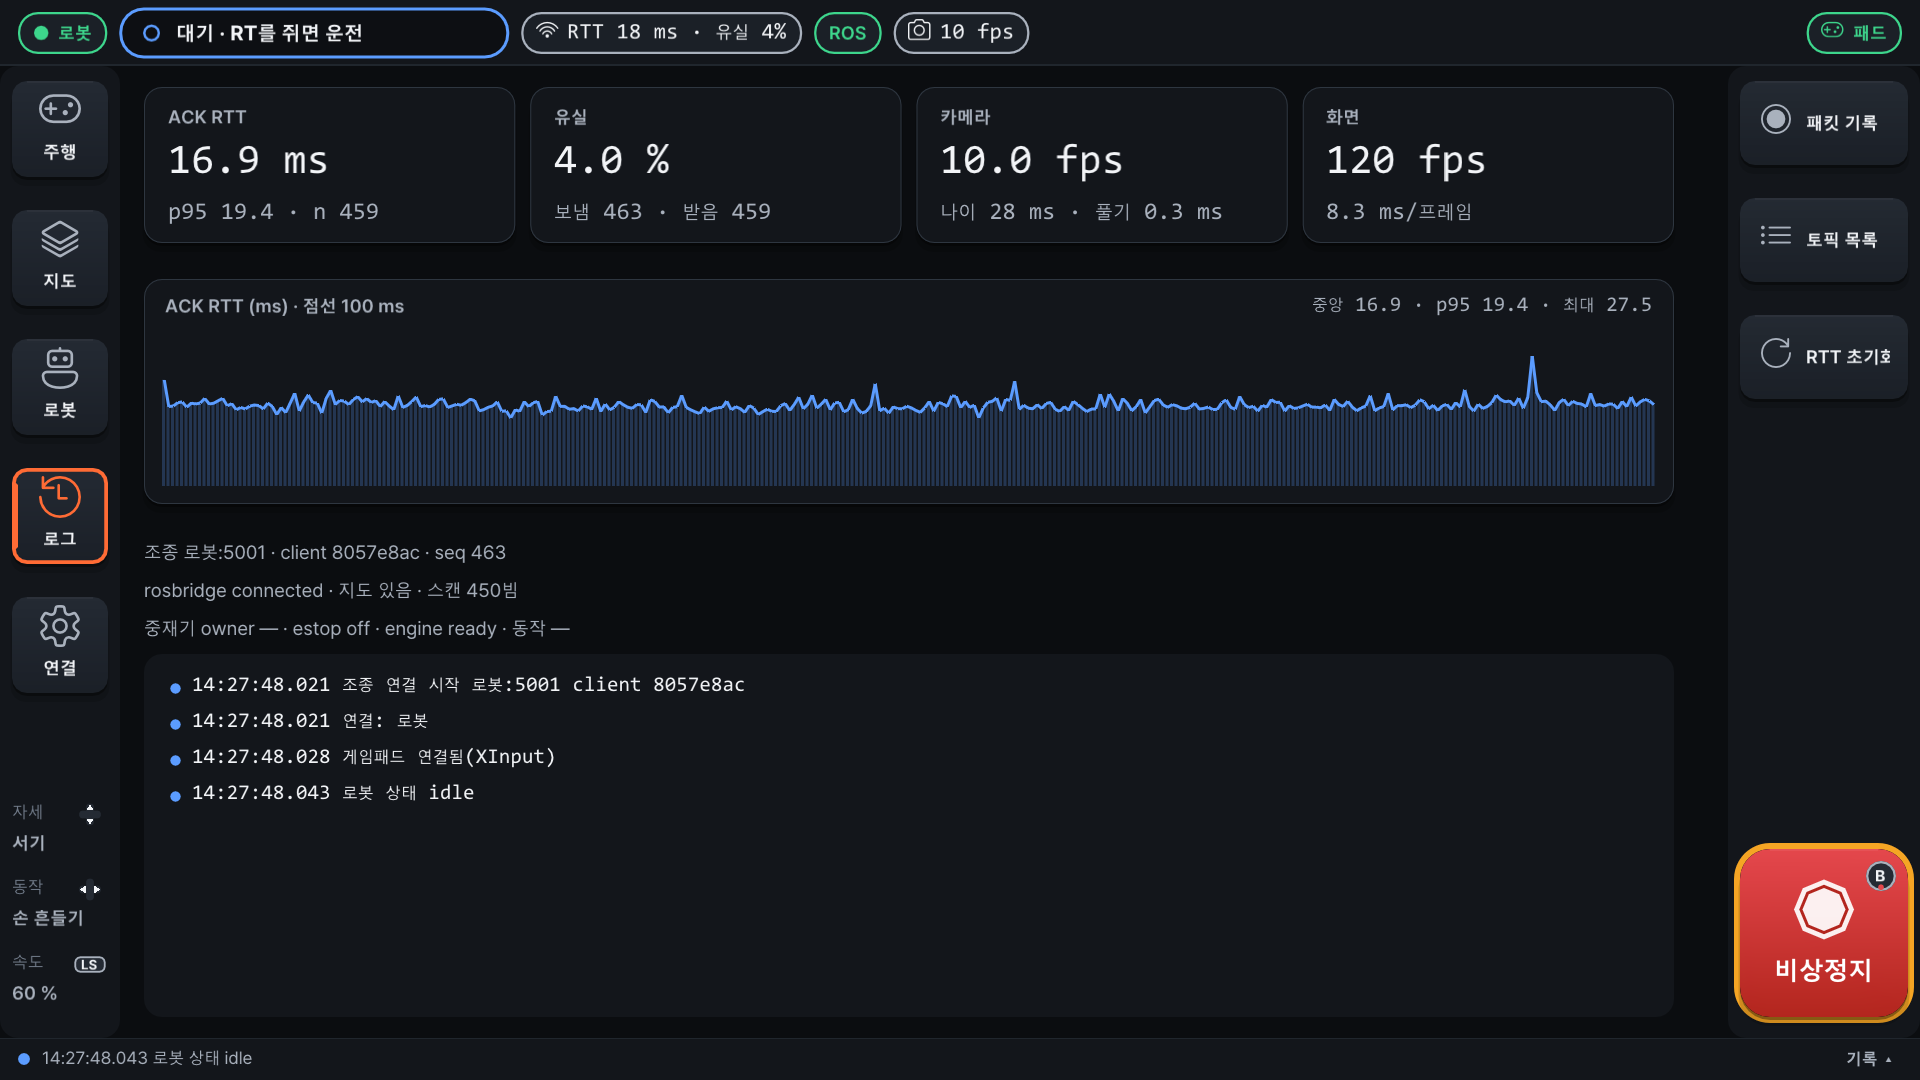 로봇
대기 · RT를 쥐면 운전
RTT 18 ms · 유실 4%
ROS
10 fps
패드
주행
지도
로봇
로그
연결
자세
서기
동작
손 흔들기
속도 LS
60 %
ACK RTT
16.9 ms
p95 19.4 · n 459
유실
4.0 %
보냄 463 · 받음 459
카메라
10.0 fps
나이 28 ms · 풀기 0.3 ms
화면
120 fps
8.3 ms/프레임
ACK RTT (ms) · 점선 100 ms
중앙 16.9 · p95 19.4 · 최대 27.5
조종 로봇:5001 · client 8057e8ac · seq 463
rosbridge connected · 지도 있음 · 스캔 450빔
중재기 owner — · estop off · engine ready · 동작 —
14:27:48.021 조종 연결 시작 로봇:5001 client 8057e8ac
14:27:48.021 연결: 로봇
14:27:48.028 게임패드 연결됨(XInput)
14:27:48.043 로봇 상태 idle
패킷 기록
토픽 목록
RTT 초기화
B
비상정지
14:27:48.043 로봇 상태 idle
기록